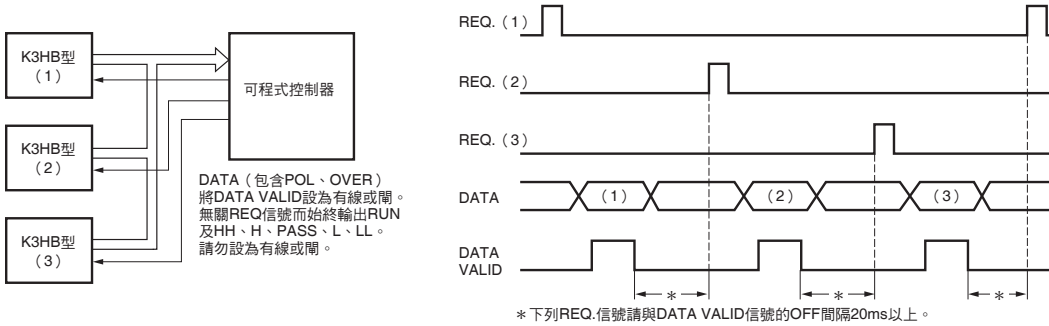 K3HB型
(1)
K3HB型
(2)
K3HB型
(3)
可程式控制器
DATA(包含POL、OVER)
將DATA VALID設為有線或閘。
無關REQ信號而始終輸出RUN
及HH、H、PASS、L、LL。
請勿設為有線或閘。
REQ.(1)
REQ.(2)
REQ.(3)
DATA
(1)
(2)
(3)
DATA
VALID
*
*
*
*下列REQ.信號請與DATA VALID信號的OFF間隔20ms以上。